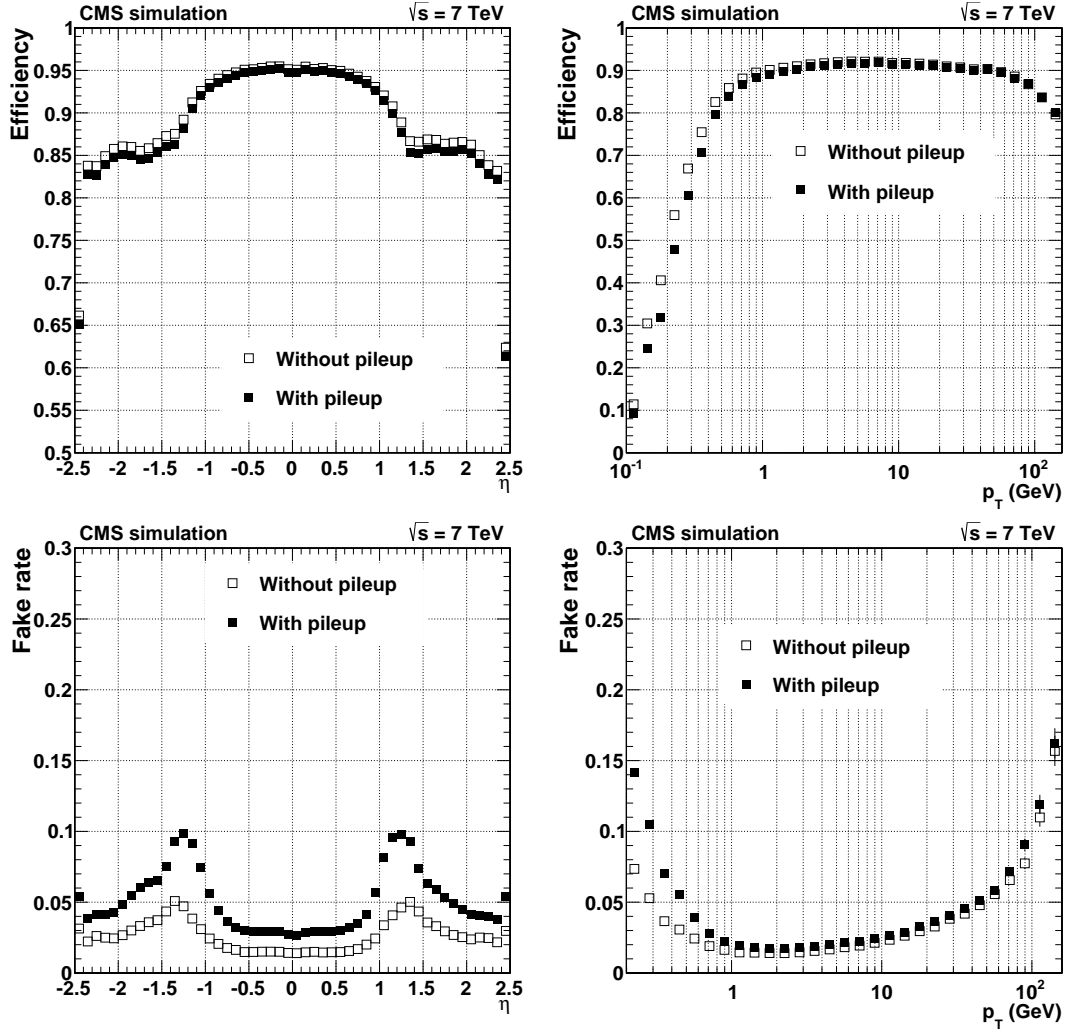 CMS simulation √s = 7 TeV
Efficiency
1
0.95
0.9
0.85
0.8
0.75
0.7
0.65
0.6
0.55
0.5
Without pileup
With pileup
-2.5 -2 -1.5 -1 -0.5 0 0.5 1 1.5 2 2.5
η
CMS simulation √s = 7 TeV
Efficiency
1
0.9
0.8
0.7
0.6
0.5
0.4
0.3
0.2
0.1
0
Without pileup
With pileup
10⁻¹ 1 10 10²
p_T (GeV)
CMS simulation √s = 7 TeV
Fake rate
0.3
0.25
0.2
0.15
0.1
0.05
0
Without pileup
With pileup
-2.5 -2 -1.5 -1 -0.5 0 0.5 1 1.5 2 2.5
η
CMS simulation √s = 7 TeV
Fake rate
0.3
0.25
0.2
0.15
0.1
0.05
0
Without pileup
With pileup
1 10 10²
p_T (GeV)